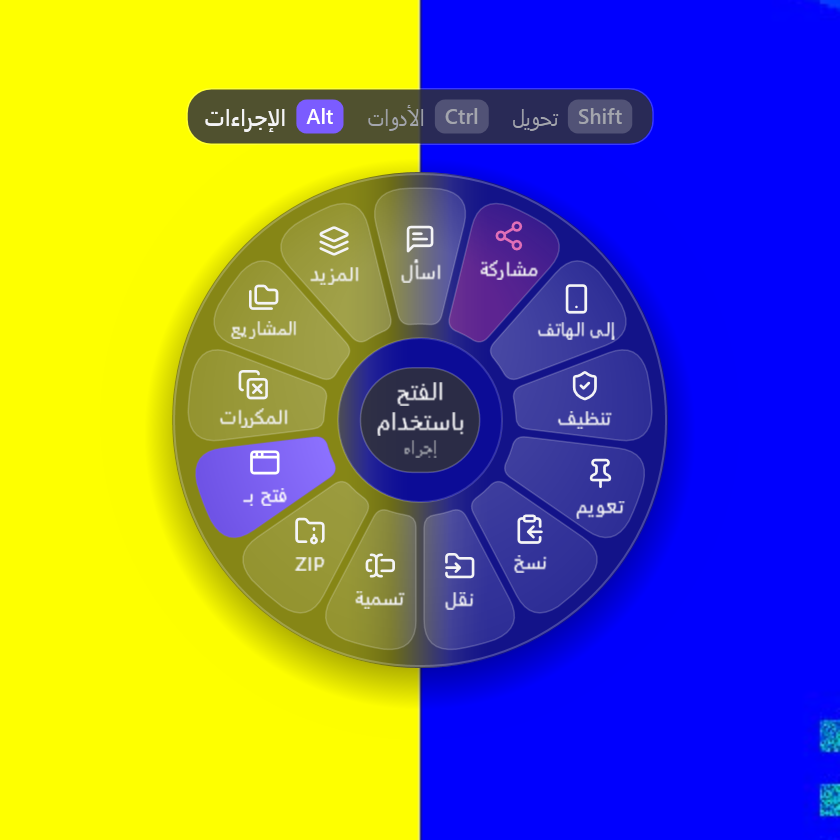 Shift تحويل Ctrl الأدوات Alt الإجراءات
اسأل
مشاركة
إلى الهاتف
تنظيف
تعويم
نسخ
نقل
تسمية
ZIP
فتح بـ
المكررات
المشاريع
المزيد
الفتح
باستخدام
إجراء